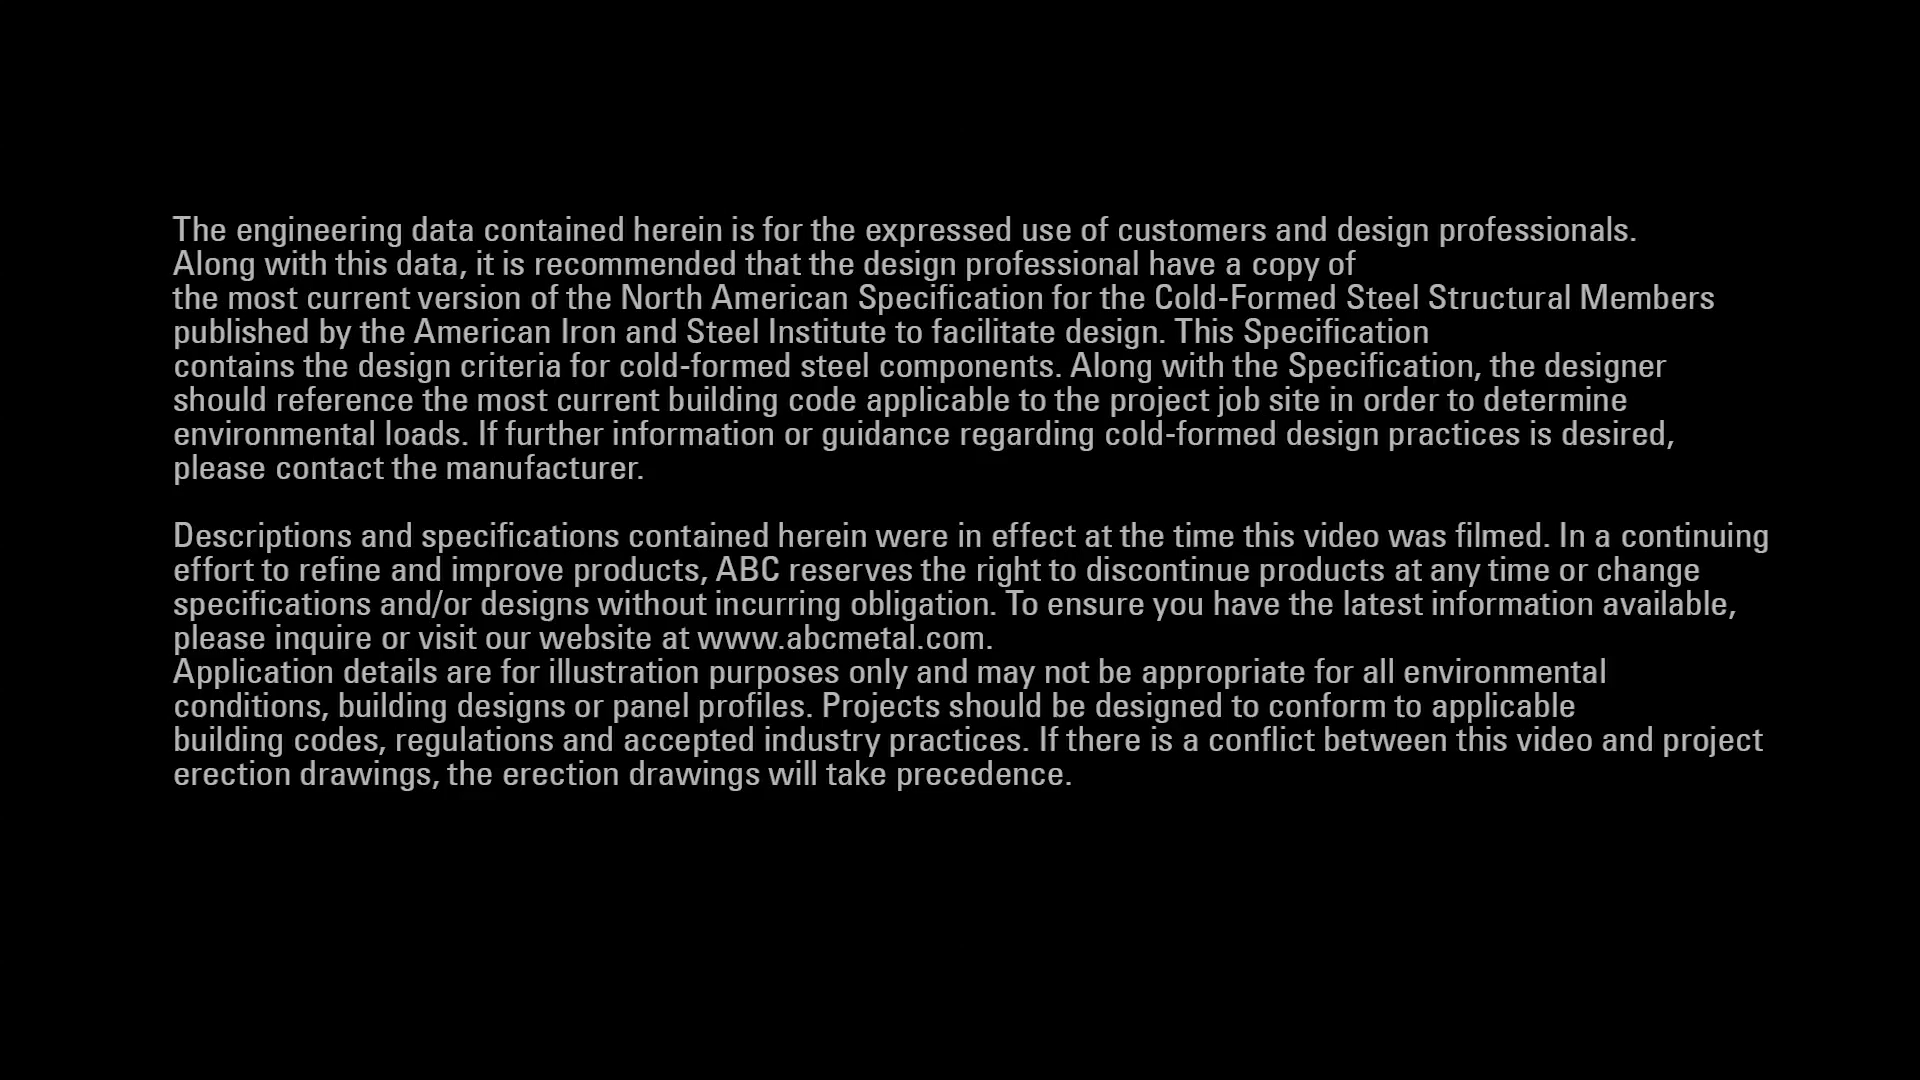 The engineering data contained herein is for the expressed use of customers and design professionals.
Along with this data, it is recommended that the design professional have a copy of
the most current version of the North American Specification for the Cold-Formed Steel Structural Members
published by the American Iron and Steel Institute to facilitate design. This Specification
contains the design criteria for cold-formed steel components. Along with the Specification, the designer
should reference the most current building code applicable to the project job site in order to determine
environmental loads. If further information or guidance regarding cold-formed design practices is desired,
please contact the manufacturer.
Descriptions and specifications contained herein were in effect at the time this video was filmed. In a continuing
effort to refine and improve products, ABC reserves the right to discontinue products at any time or change
specifications and/or designs without incurring obligation. To ensure you have the latest information available,
please inquire or visit our website at www.abcmetal.com.
Application details are for illustration purposes only and may not be appropriate for all environmental
conditions, building designs or panel profiles. Projects should be designed to conform to applicable
building codes, regulations and accepted industry practices. If there is a conflict between this video and project
erection drawings, the erection drawings will take precedence.